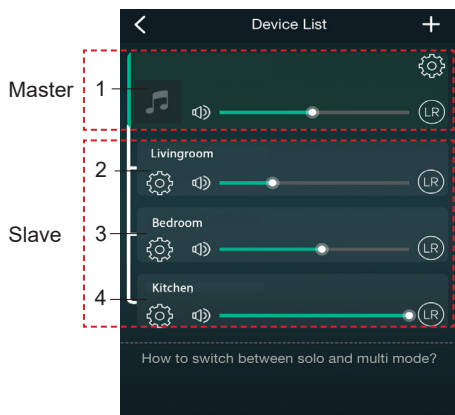 Device List
Master
1
LR
Livingroom
2
LR
Slave
Bedroom
3
LR
Kitchen
4
LR
How to switch between solo and multi mode?